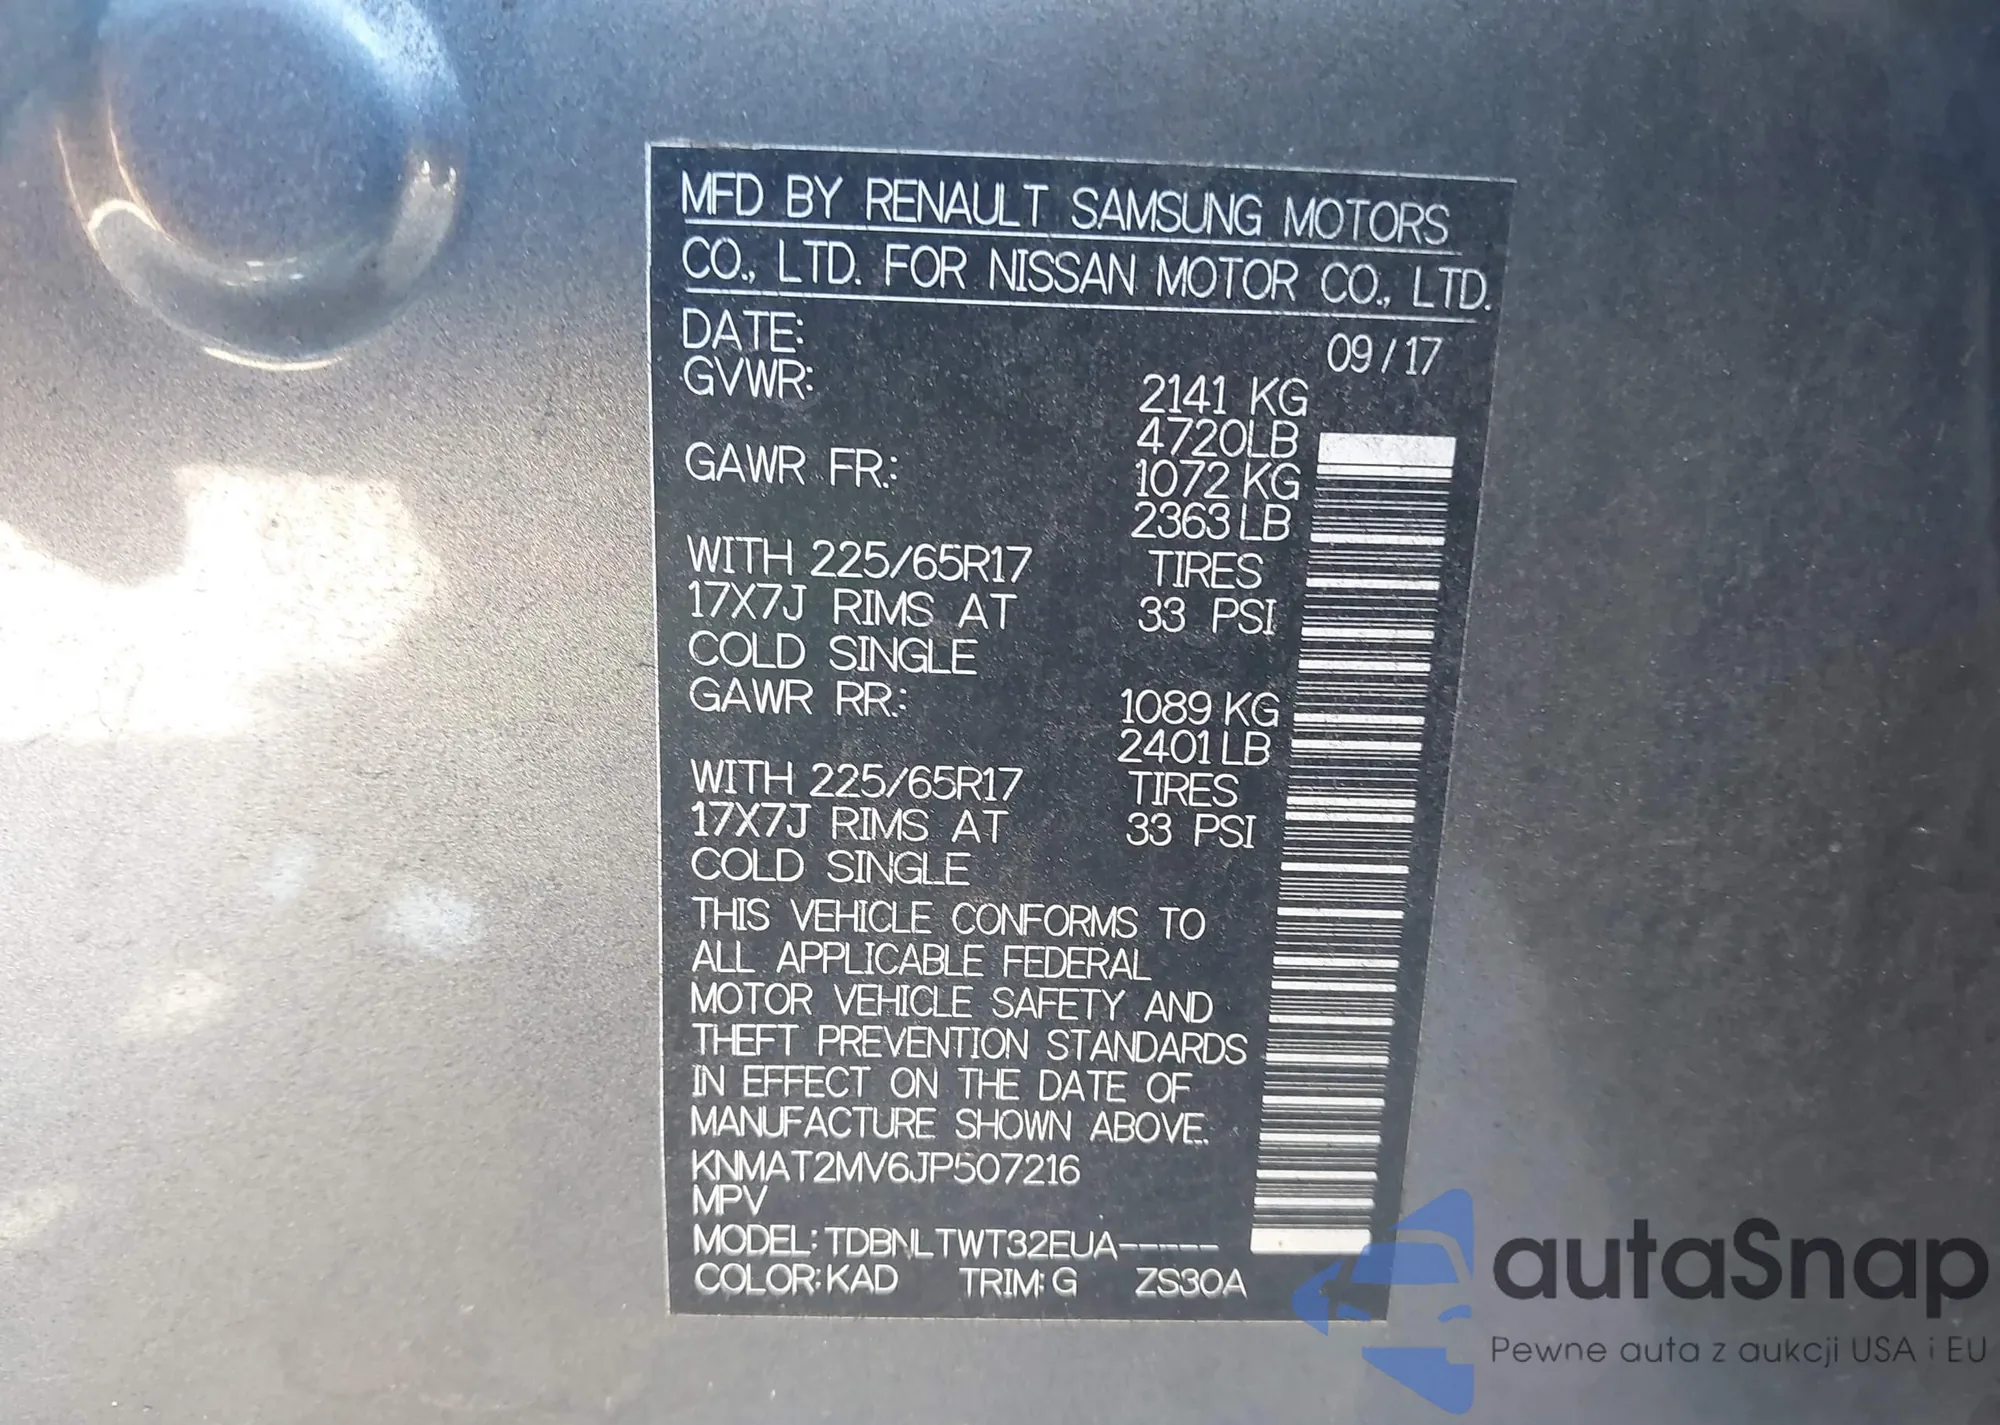 MFD BY RENAULT SAMSUNG MOTORS
CO., LTD. FOR NISSAN MOTOR CO., LTD.
DATE: 09/17
GVWR: 2141 KG
4720LB
GAWR FR.: 1072 KG
2363 LB
WITH 225/65R17 TIRES
17X7J RIMS AT 33 PSI
COLD SINGLE
GAWR RR.: 1089 KG
2401 LB
WITH 225/65R17 TIRES
17X7J RIMS AT 33 PSI
COLD SINGLE
THIS VEHICLE CONFORMS TO
ALL APPLICABLE FEDERAL
MOTOR VEHICLE SAFETY AND
THEFT PREVENTION STANDARDS
IN EFFECT ON THE DATE OF
MANUFACTURE SHOWN ABOVE.
KNMAT2MV6JP507216
MPV
MODEL: TDBNLTWT32EUA-----
COLOR: KAD TRIM: G ZS30A
autaSnap
Pewne auta z aukcji USA i EU